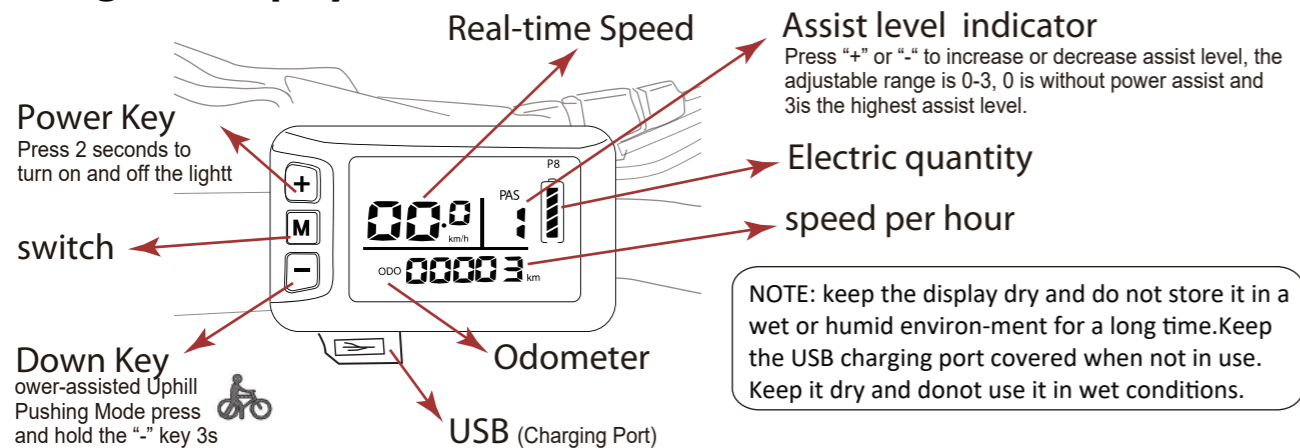 Real-time Speed
Assist level indicator
Press “+” or “-“ to increase or decrease assist level, the
adjustable range is 0-3, 0 is without power assist and
3is the highest assist level.
Power Key
Press 2 seconds to
turn on and off the lightt
P8
Electric quantity
+
PAS
00.0
km/h
1
M
switch
speed per hour
ODO 00003 km
-
NOTE: keep the display dry and do not store it in a
wet or humid environ-ment for a long time.Keep
the USB charging port covered when not in use.
Keep it dry and donot use it in wet conditions.
Down Key
ower-assisted Uphill
Pushing Mode press
and hold the “-” key 3s
Odometer
USB (Charging Port)